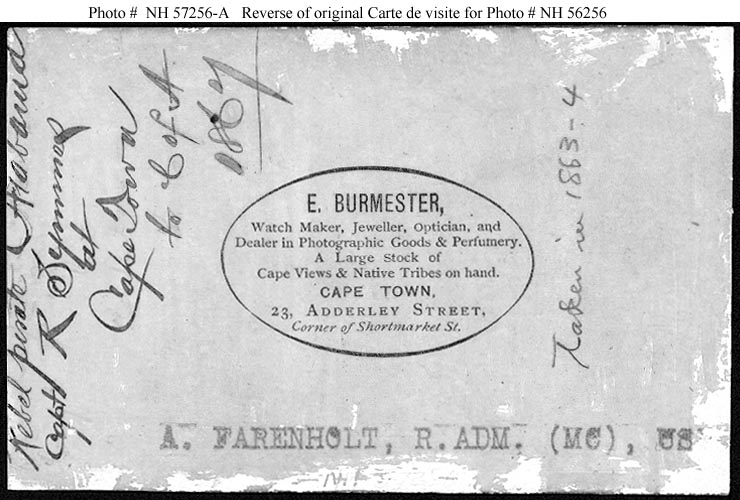 Photo # NH 57256-A Reverse of original Carte de visite for Photo # NH 56256
Rebel pirate Alabama
Capt R Semmes
at
Cape Town
to C of A
186
E. BURMESTER,
Watch Maker, Jeweller, Optician, and
Dealer in Photographic Goods & Perfumery.
A Large Stock of
Cape Views & Native Tribes on hand.
CAPE TOWN,
23, ADDERLEY STREET,
Corner of Shortmarket St.
Taken in 1863-4
A. FARENHOLT, R.ADM. (MC), US